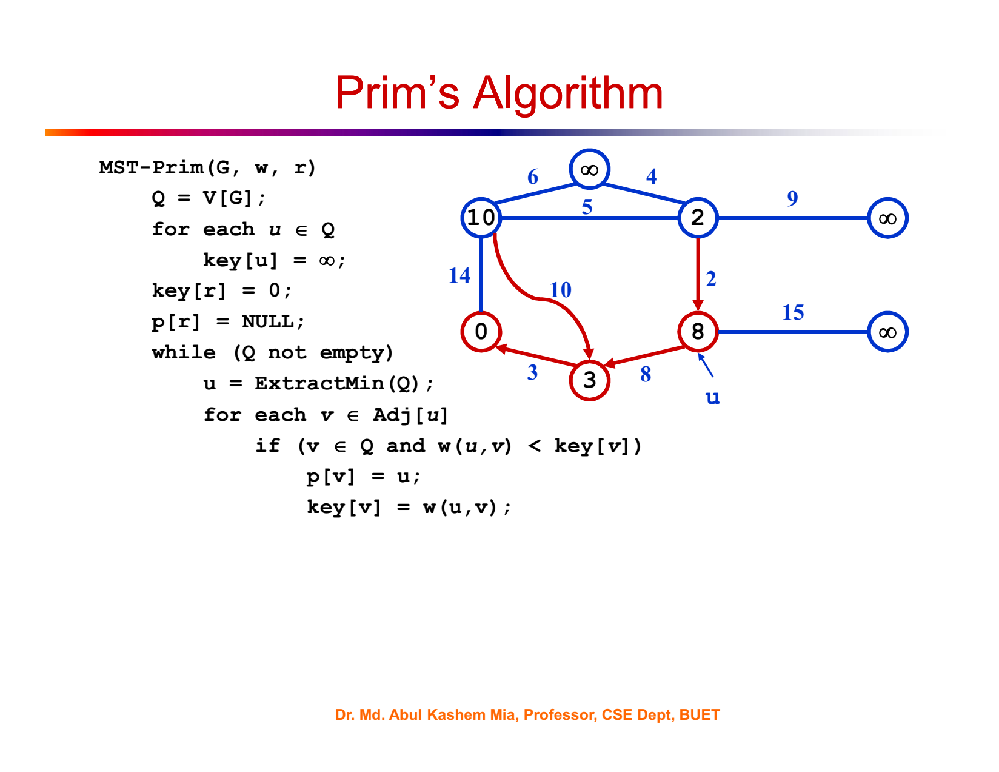 Prim’s Algorithm
MST-Prim(G, w, r)
Q = V[G];
for each u ∈ Q
key[u] = ∞;
key[r] = 0;
p[r] = NULL;
while (Q not empty)
u = ExtractMin(Q);
for each v ∈ Adj[u]
if (v ∈ Q and w(u,v) < key[v])
p[v] = u;
key[v] = w(u,v);
∞
6
4
5
9
10
2
∞
14
10
2
15
0
8
∞
3
3
8
u
Dr. Md. Abul Kashem Mia, Professor, CSE Dept, BUET